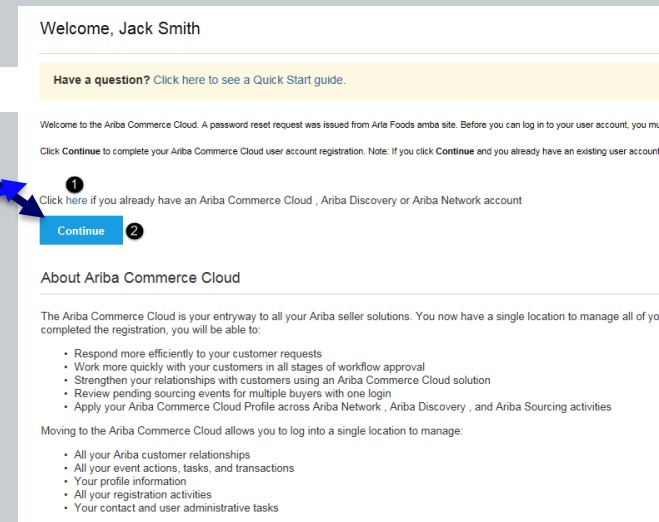 Welcome, Jack Smith
Have a question? Click here to see a Quick Start guide.
Welcome to the Ariba Commerce Cloud. A password reset request was issued from Arla Foods amba site. Before you can log in to your user account, you
Click Continue to complete your Ariba Commerce Cloud user account registration. Note: If you click Continue and you already have an existing user account
1
Click here if you already have an Ariba Commerce Cloud , Ariba Discovery or Ariba Network account
Continue 2
About Ariba Commerce Cloud
The Ariba Commerce Cloud is your entryway to all your Ariba seller solutions. You now have a single location to manage all of
completed the registration, you will be able to:
• Respond more efficiently to your customer requests
• Work more quickly with your customers in all stages of workflow approval
• Strengthen your relationships with customers using an Ariba Commerce Cloud solution
• Review pending sourcing events for multiple buyers with one login
• Apply your Ariba Commerce Cloud Profile across Ariba Network , Ariba Discovery , and Ariba Sourcing activities
Moving to the Ariba Commerce Cloud allows you to log into a single location to manage:
• All your Ariba customer relationships
• All your event actions, tasks, and transactions
• Your profile information
• All your registration activities
• Your contact and user administrative tasks